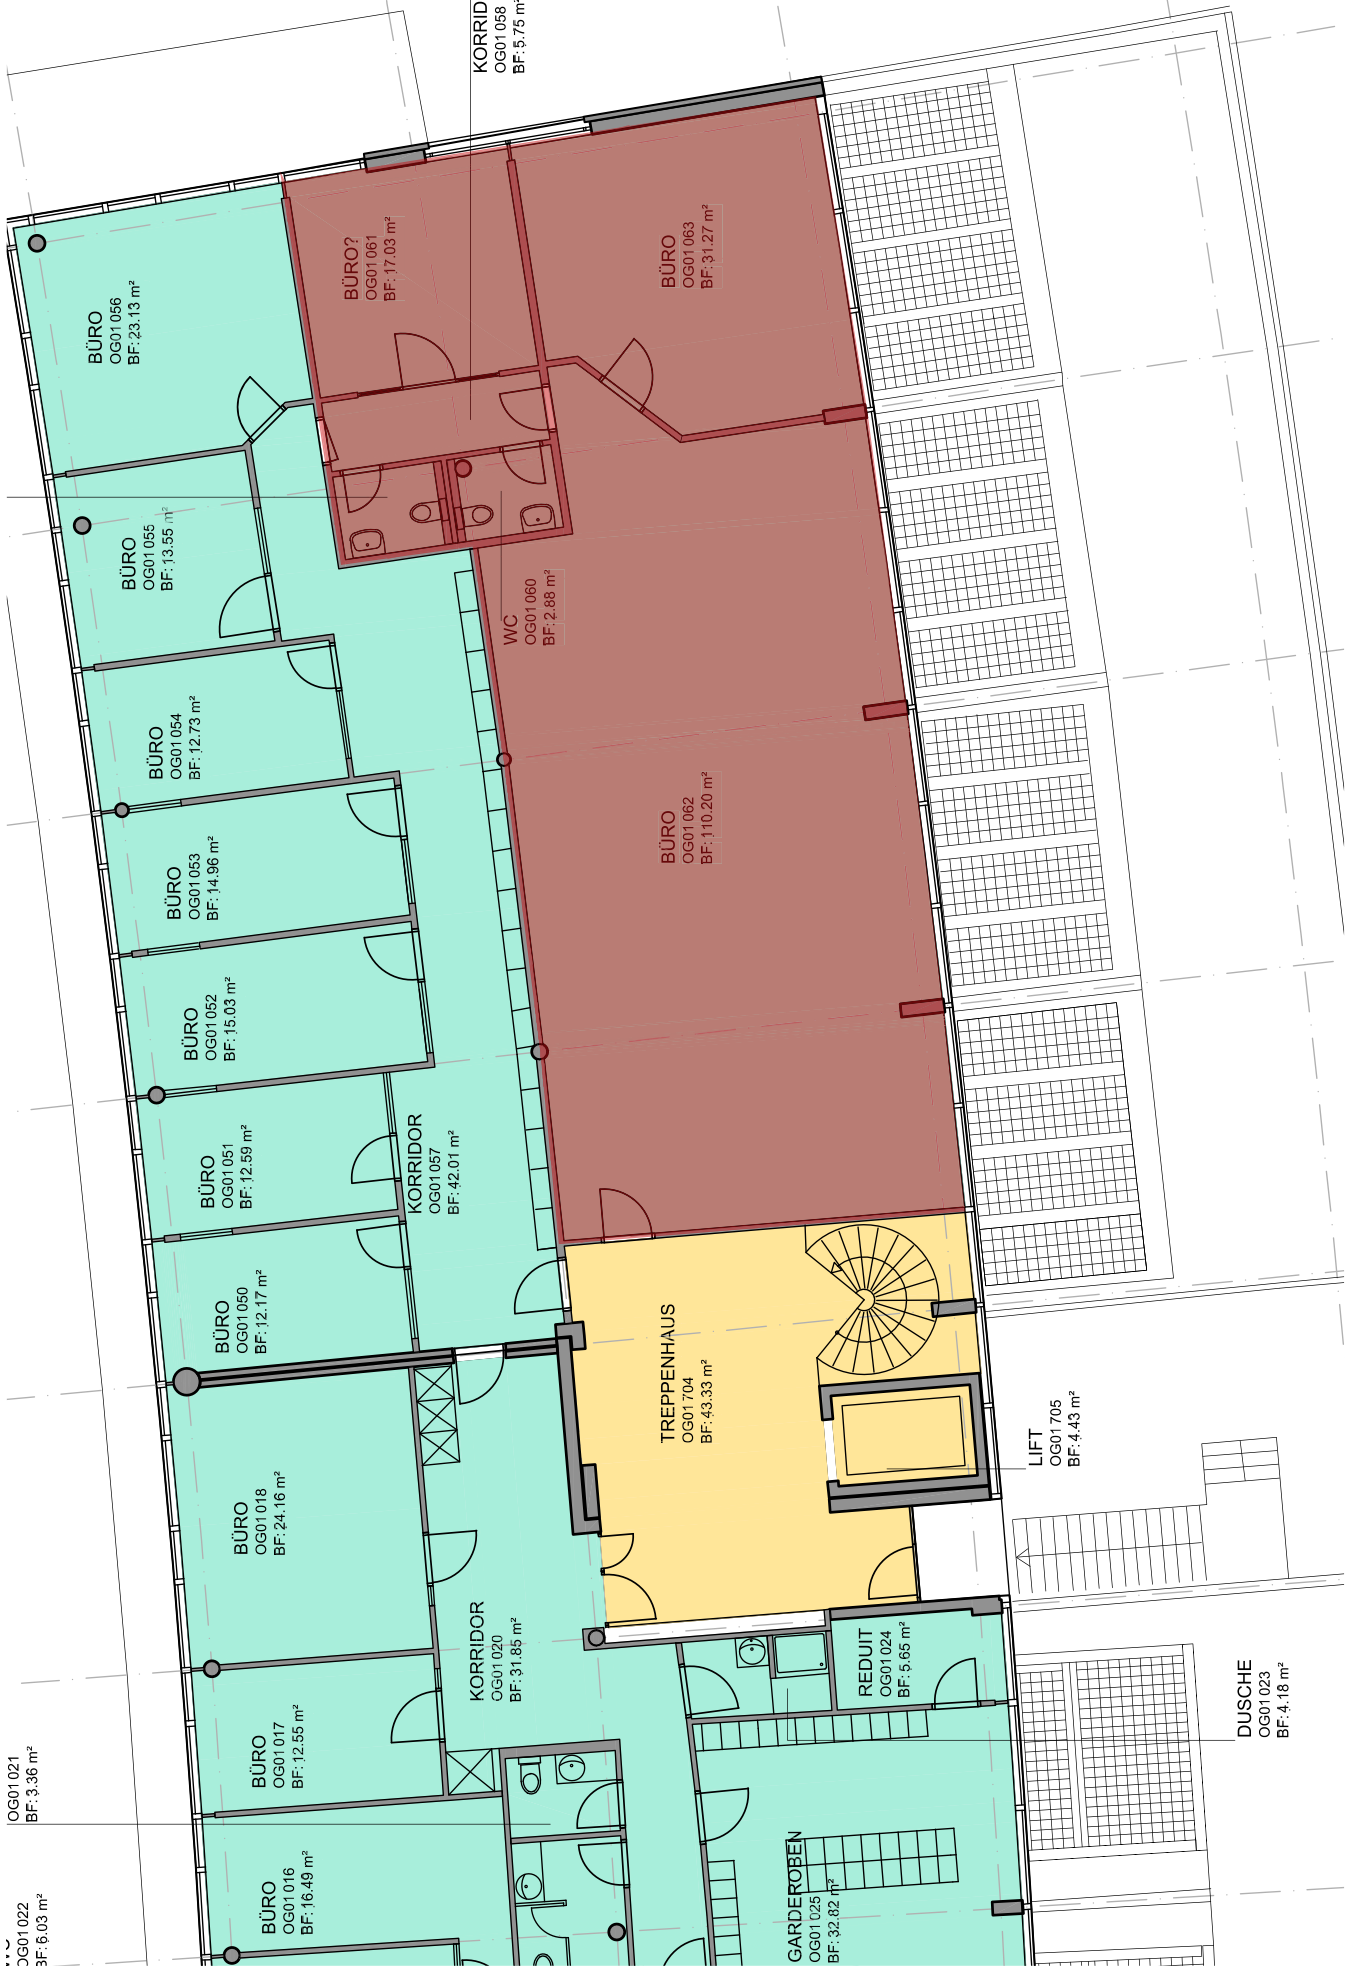 KORRID
OG01 058
BF: 5.75 m²
BÜRO
OG01 056
BF: 23.13 m²
BÜRO?
OG01 061
BF: 17.03 m²
BÜRO
OG01 063
BF: 31.27 m²
BÜRO
OG01 055
BF: 13.55 m²
WC
OG01 060
BF: 2.88 m²
BÜRO
OG01 054
BF: 12.73 m²
BÜRO
OG01 053
BF: 14.96 m²
BÜRO
OG01 062
BF: 110.20 m²
BÜRO
OG01 052
BF: 15.03 m²
BÜRO
OG01 051
BF: 12.59 m²
KORRIDOR
OG01 057
BF: 42.01 m²
BÜRO
OG01 050
BF: 12.17 m²
TREPPENHAUS
OG01 704
BF: 43.33 m²
LIFT
OG01 705
BF: 4.43 m²
BÜRO
OG01 018
BF: 24.16 m²
KORRIDOR
OG01 020
BF: 31.85 m²
REDUIT
OG01 024
BF: 5.65 m²
DUSCHE
OG01 023
BF: 4.18 m²
BÜRO
OG01 017
BF: 12.55 m²
OG01 021
BF: 3.36 m²
BÜRO
OG01 016
BF: 16.49 m²
GARDEROBEN
OG01 025
BF: 32.82 m²
OG01 022
BF: 6.03 m²